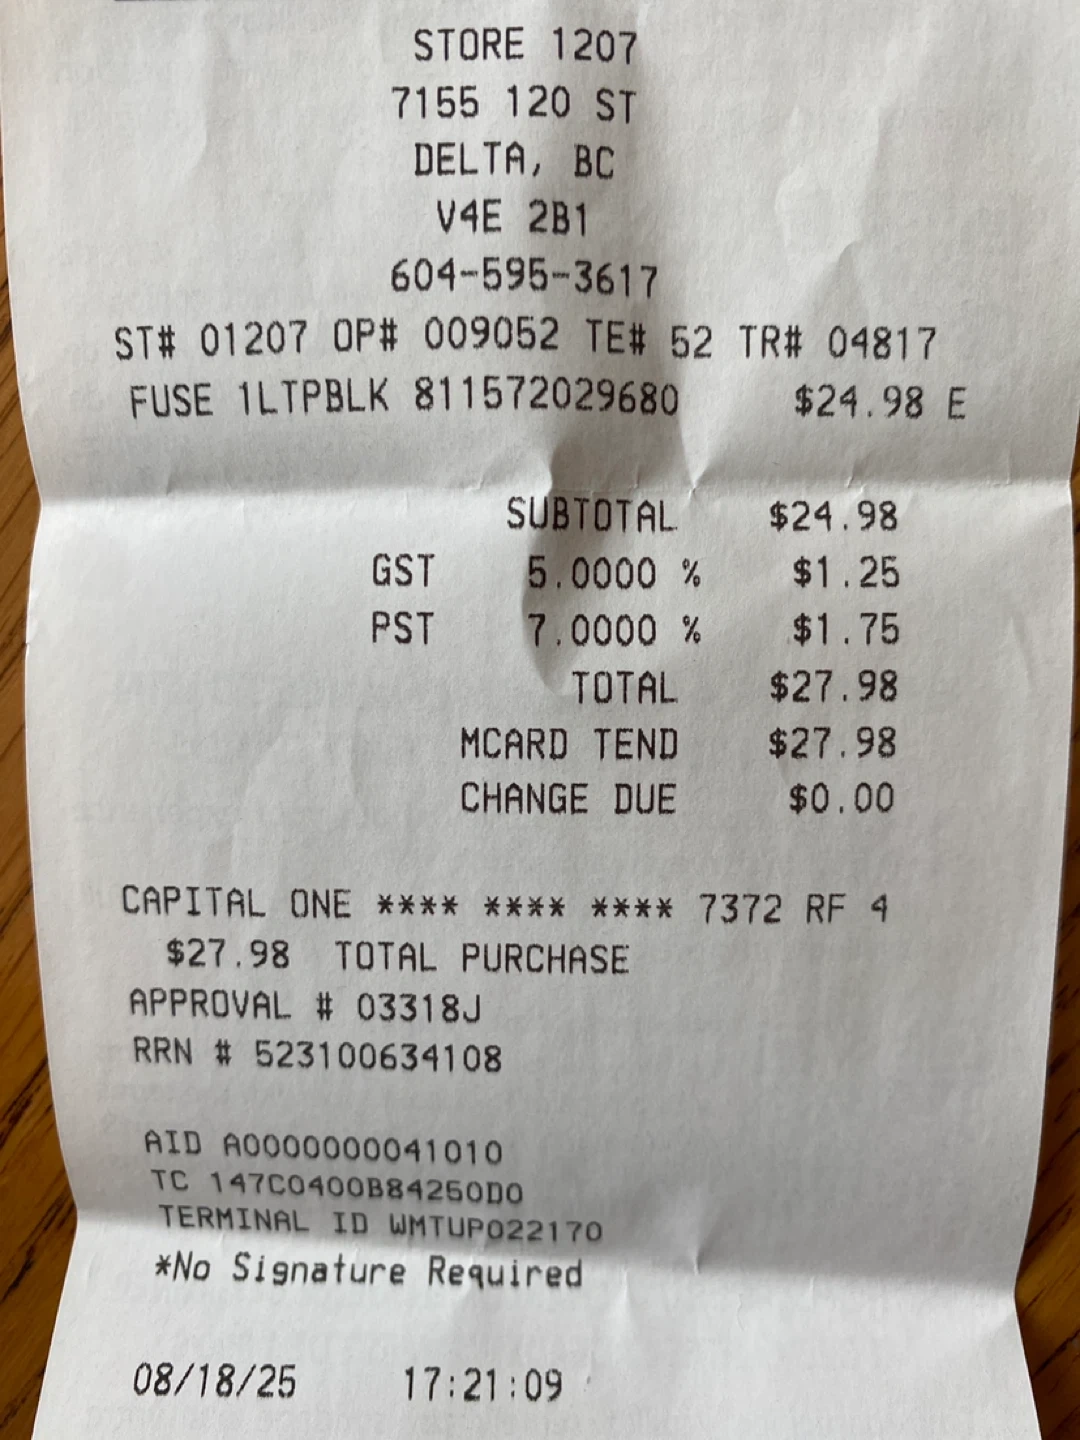 STORE 1207
7155 120 ST
DELTA, BC
V4E 2B1
604-595-3617
ST# 01207 OP# 009052 TE# 52 TR# 04817
FUSE 1LTPBLK 811572029680 $24.98 E
SUBTOTAL $24.98
GST 5.0000 % $1.25
PST 7.0000 % $1.75
TOTAL $27.98
MCARD TEND $27.98
CHANGE DUE $0.00
CAPITAL ONE **** **** **** 7372 RF 4
$27.98 TOTAL PURCHASE
APPROVAL # 03318J
RRN # 523100634108
AID A0000000041010
TC 147C0400B84250D0
TERMINAL ID WMTUP022170
*No Signature Required
08/18/25 17:21:09